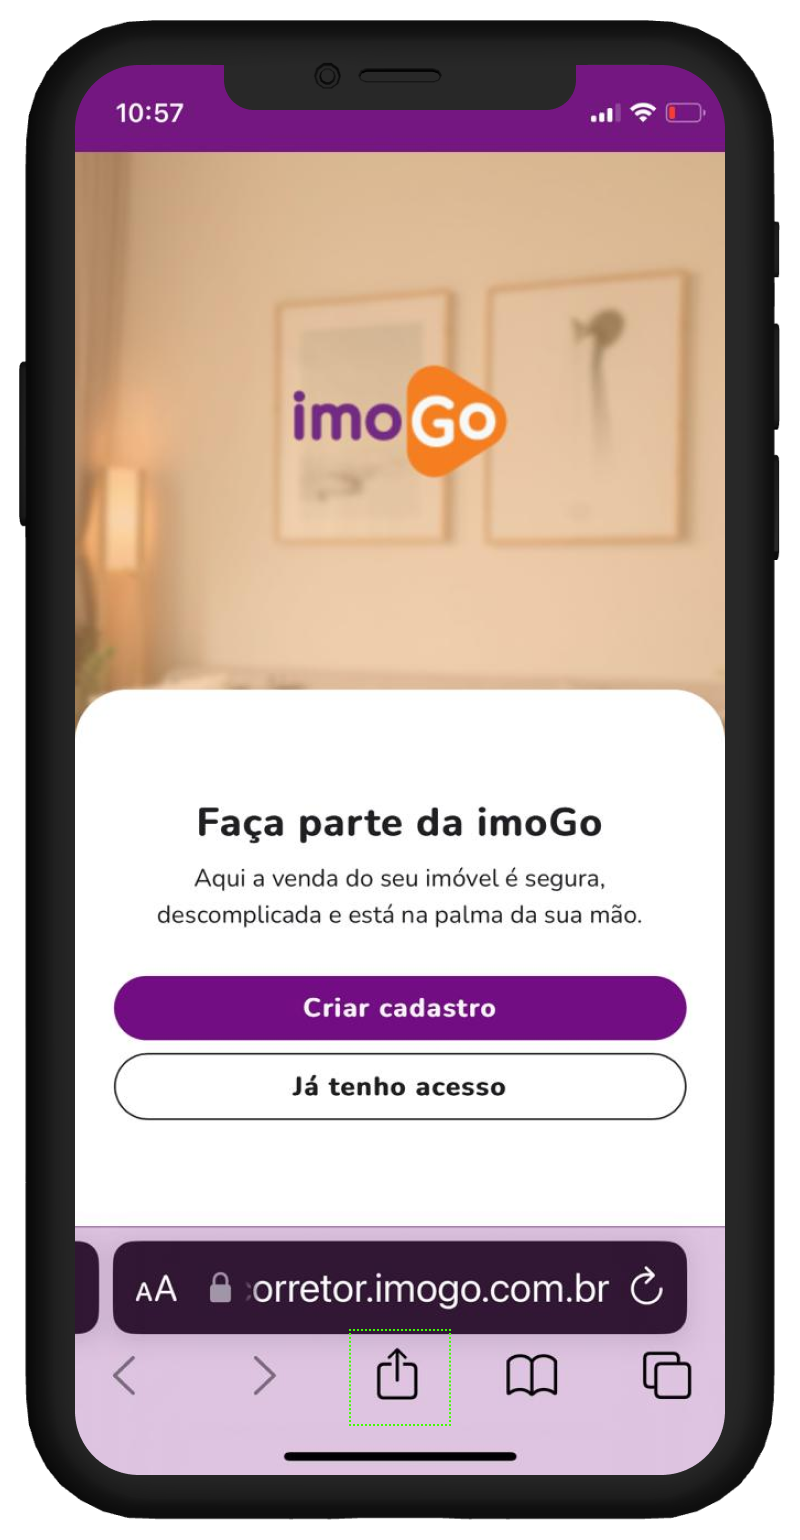 10:57
imoGo
Faça parte da imoGo
Aqui a venda do seu imóvel é segura,
descomplicada e está na palma da sua mão.
Criar cadastro
Já tenho acesso
AA orretor.imogo.com.br